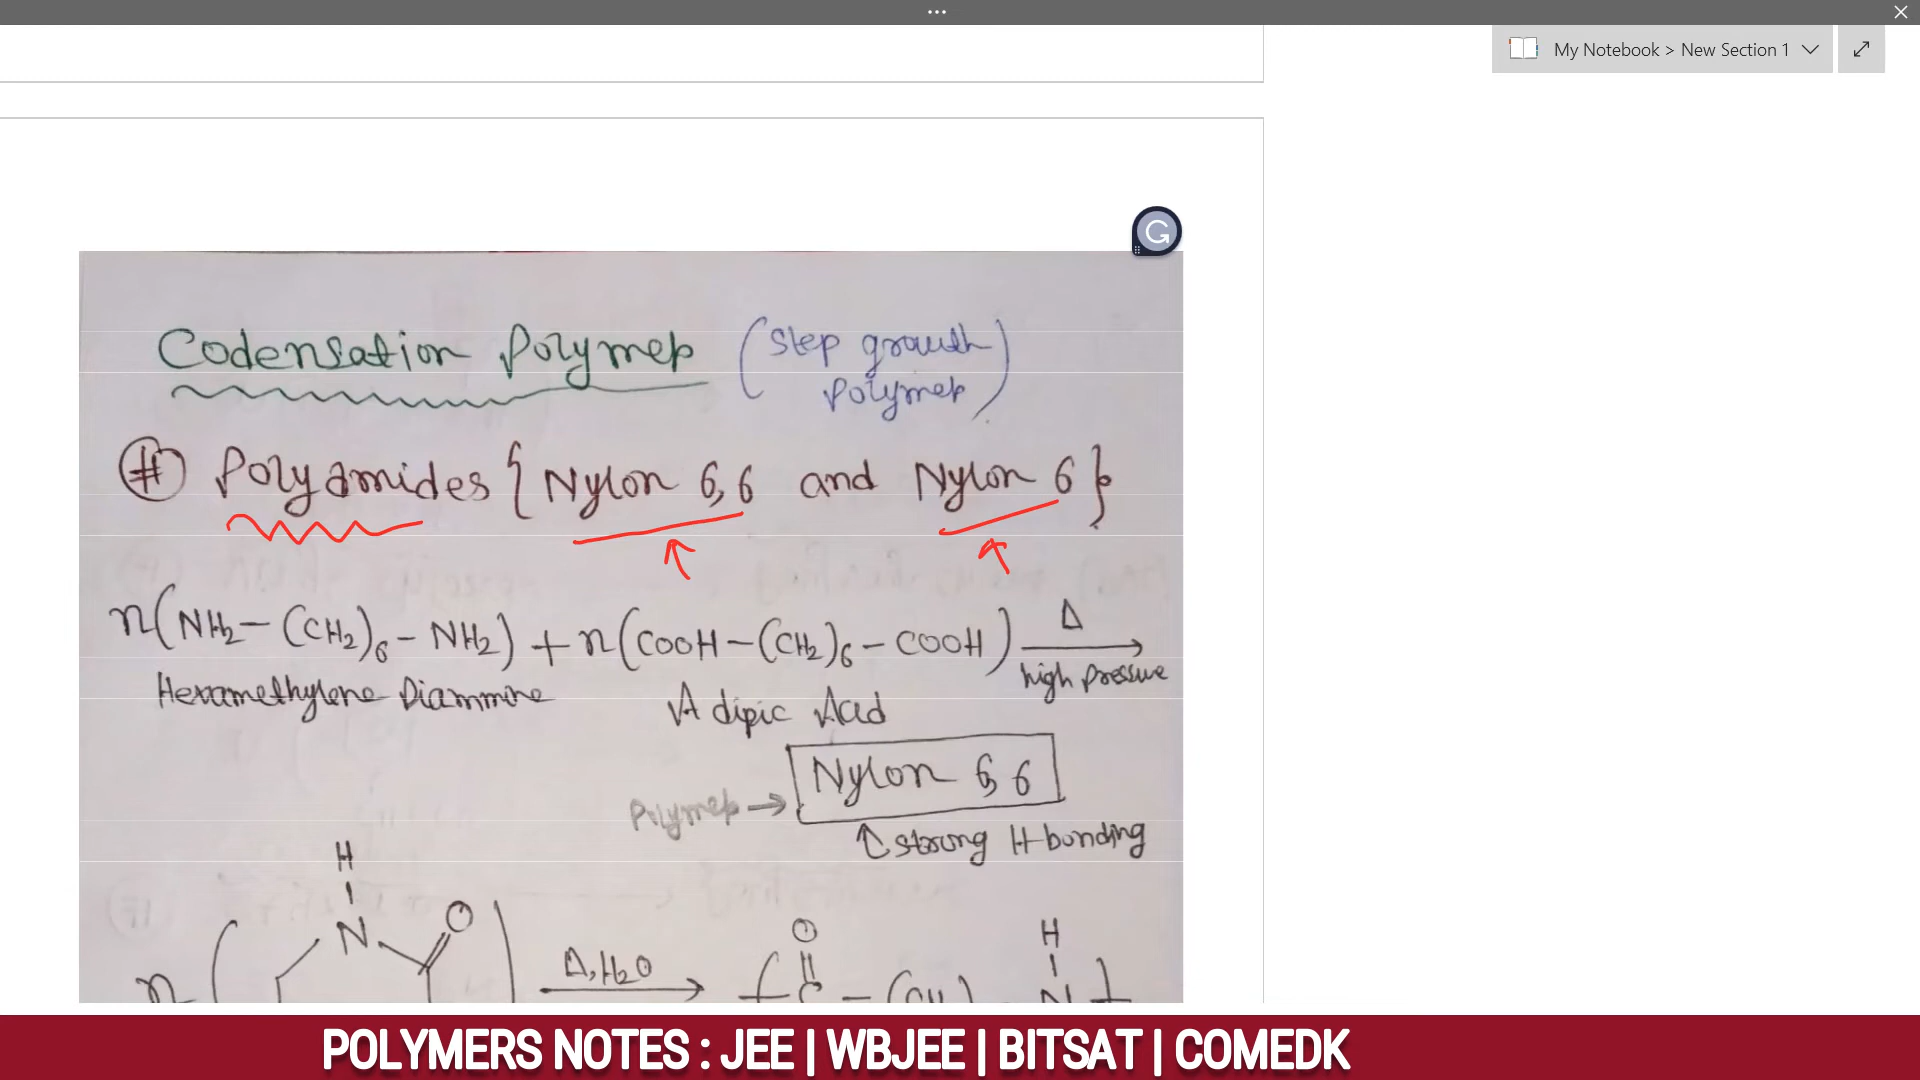 ...
My Notebook > New Section 1
Codensation Polymer (Step growth
Polymer)
# Polyamides { Nylon 6,6 and Nylon 6 }
n(NH2-(CH2)6-NH2) + n(COOH-(CH2)6-COOH) Δ →
high Pressure
Hexamethylene Diammine
Adipic Acid
Polymer → Nylon 6,6
↑ strong H bonding
H
N
O
n
Δ, H2O →
O
C
H
N
POLYMERS NOTES : JEE | WBJEE | BITSAT | COMEDK